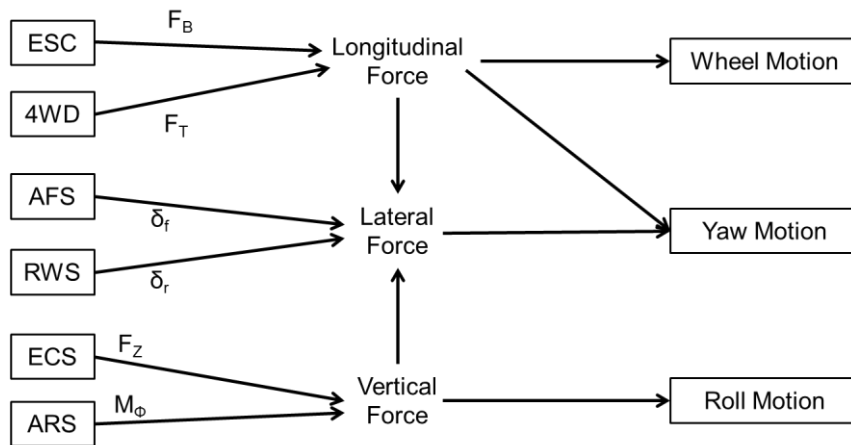 ESC
F_B
Longitudinal
Force
Wheel Motion
4WD
F_T
AFS
δ_f
Lateral
Force
Yaw Motion
RWS
δ_r
ECS
F_Z
Vertical
Force
Roll Motion
ARS
M_Φ